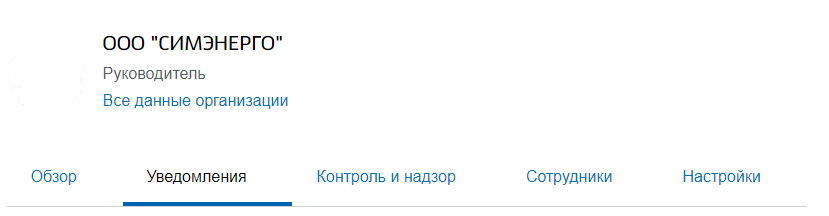 ООО "СИМЭНЕРГО"
Руководитель
Все данные организации
Обзор Уведомления Контроль и надзор Сотрудники Настройки